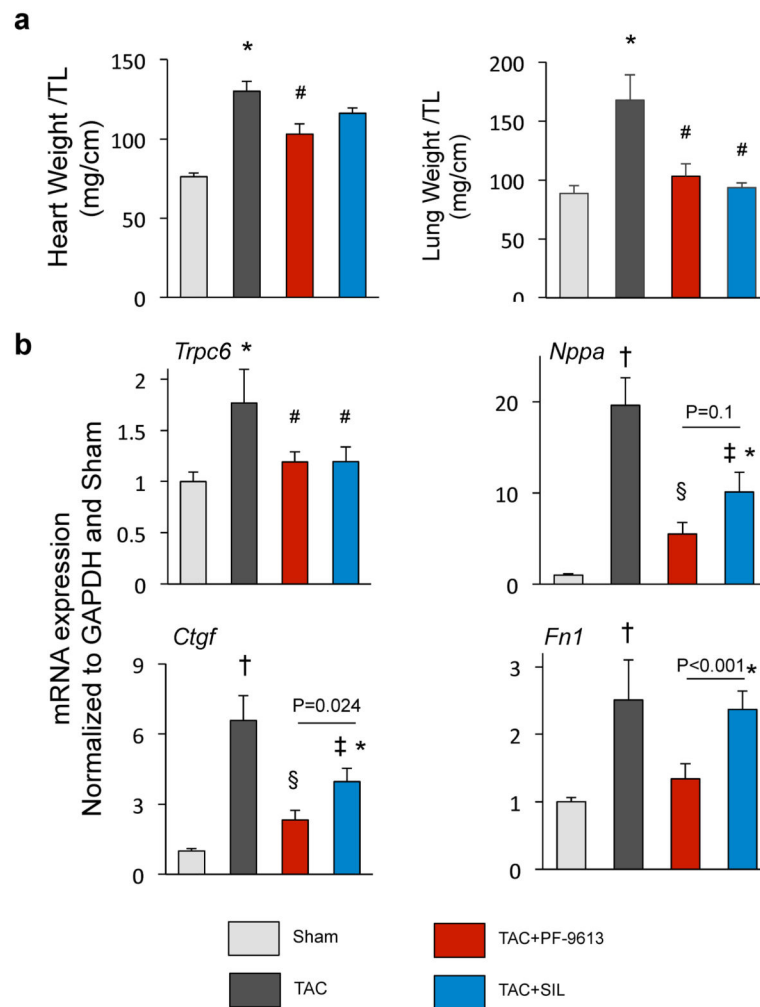 a
Heart Weight /TL
(mg/cm)
150
100
50
0
*
#
Lung Weight /TL
(mg/cm)
200
150
100
50
0
*
#
#
b
mRNA expression
Normalized to GAPDH and Sham
Trpc6
2
1.5
1
0.5
0
*
#
#
Nppa
20
10
0
†
P=0.1
§
‡ *
Ctgf
9
6
3
0
†
P=0.024
§
‡ *
Fn1
3
2
1
0
†
P<0.001
*
Sham
TAC+PF-9613
TAC
TAC+SIL